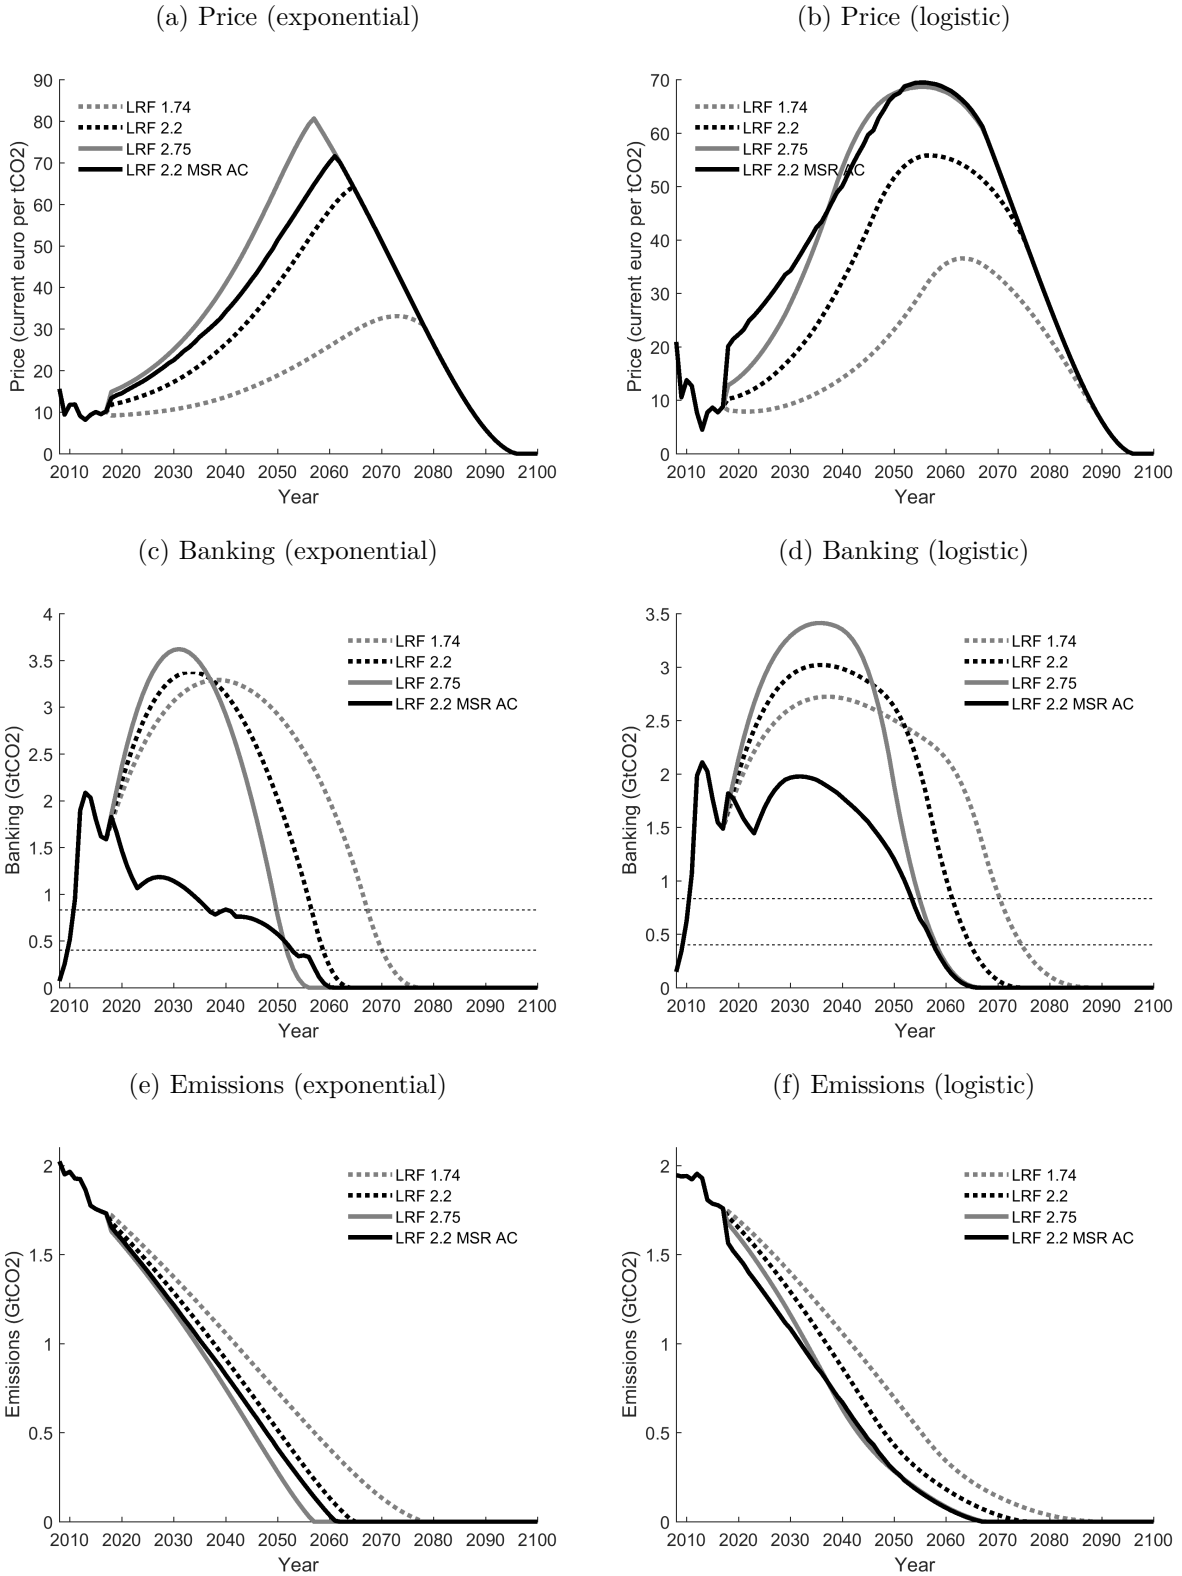 (a) Price (exponential)
90
80
70
60
50
40
30
20
10
0
Price (current euro per tCO2)
LRF 1.74
LRF 2.2
LRF 2.75
LRF 2.2 MSR AC
2010 2020 2030 2040 2050 2060 2070 2080 2090 2100
Year
(b) Price (logistic)
70
60
50
40
30
20
10
0
Price (current euro per tCO2)
LRF 1.74
LRF 2.2
LRF 2.75
LRF 2.2 MSR AC
2010 2020 2030 2040 2050 2060 2070 2080 2090 2100
Year
(c) Banking (exponential)
4
3.5
3
2.5
2
1.5
1
0.5
0
Banking (GtCO2)
LRF 1.74
LRF 2.2
LRF 2.75
LRF 2.2 MSR AC
2010 2020 2030 2040 2050 2060 2070 2080 2090 2100
Year
(d) Banking (logistic)
3.5
3
2.5
2
1.5
1
0.5
0
Banking (GtCO2)
LRF 1.74
LRF 2.2
LRF 2.75
LRF 2.2 MSR AC
2010 2020 2030 2040 2050 2060 2070 2080 2090 2100
Year
(e) Emissions (exponential)
2
1.5
1
0.5
0
Emissions (GtCO2)
LRF 1.74
LRF 2.2
LRF 2.75
LRF 2.2 MSR AC
2010 2020 2030 2040 2050 2060 2070 2080 2090 2100
Year
(f) Emissions (logistic)
2
1.5
1
0.5
0
Emissions (GtCO2)
LRF 1.74
LRF 2.2
LRF 2.75
LRF 2.2 MSR AC
2010 2020 2030 2040 2050 2060 2070 2080 2090 2100
Year